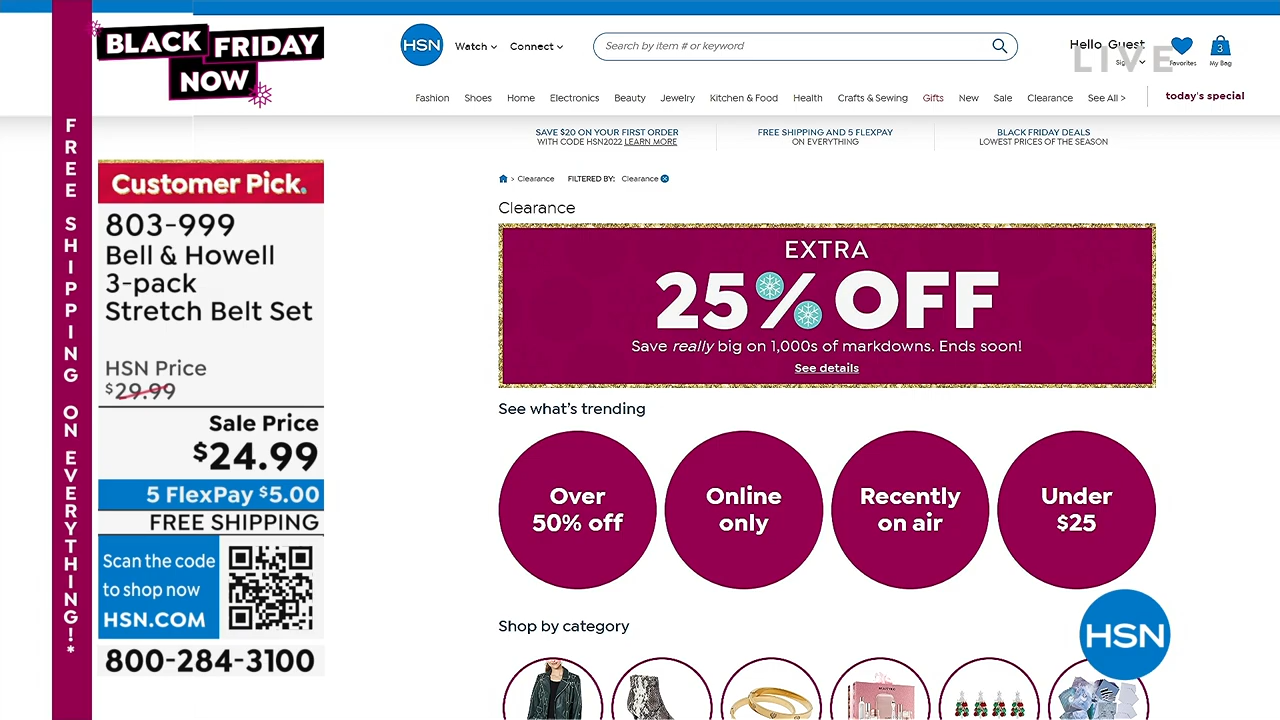 BLACK FRIDAY
NOW
FREE SHIPPING ON EVERYTHING!*
Customer Pick.
803-999
Bell & Howell
3-pack
Stretch Belt Set
HSN Price
$29.99
Sale Price
$24.99
5 FlexPay $5.00
FREE SHIPPING
Scan the code
to shop now
HSN.COM
800-284-3100
HSN
Watch
Connect
Search by item # or keyword
Hello, Guest
LIVE
Favorites
3
My Bag
Fashion Shoes Home Electronics Beauty Jewelry Kitchen & Food Health Crafts & Sewing Gifts New Sale Clearance See All > today's special
SAVE $20 ON YOUR FIRST ORDER
WITH CODE HSN2022 LEARN MORE
FREE SHIPPING AND 5 FLEXPAY
ON EVERYTHING
BLACK FRIDAY DEALS
LOWEST PRICES OF THE SEASON
> Clearance FILTERED BY: Clearance
Clearance
EXTRA
25% OFF
Save really big on 1,000s of markdowns. Ends soon!
See details
See what's trending
Over
50% off
Online
only
Recently
on air
Under
$25
Shop by category
HSN